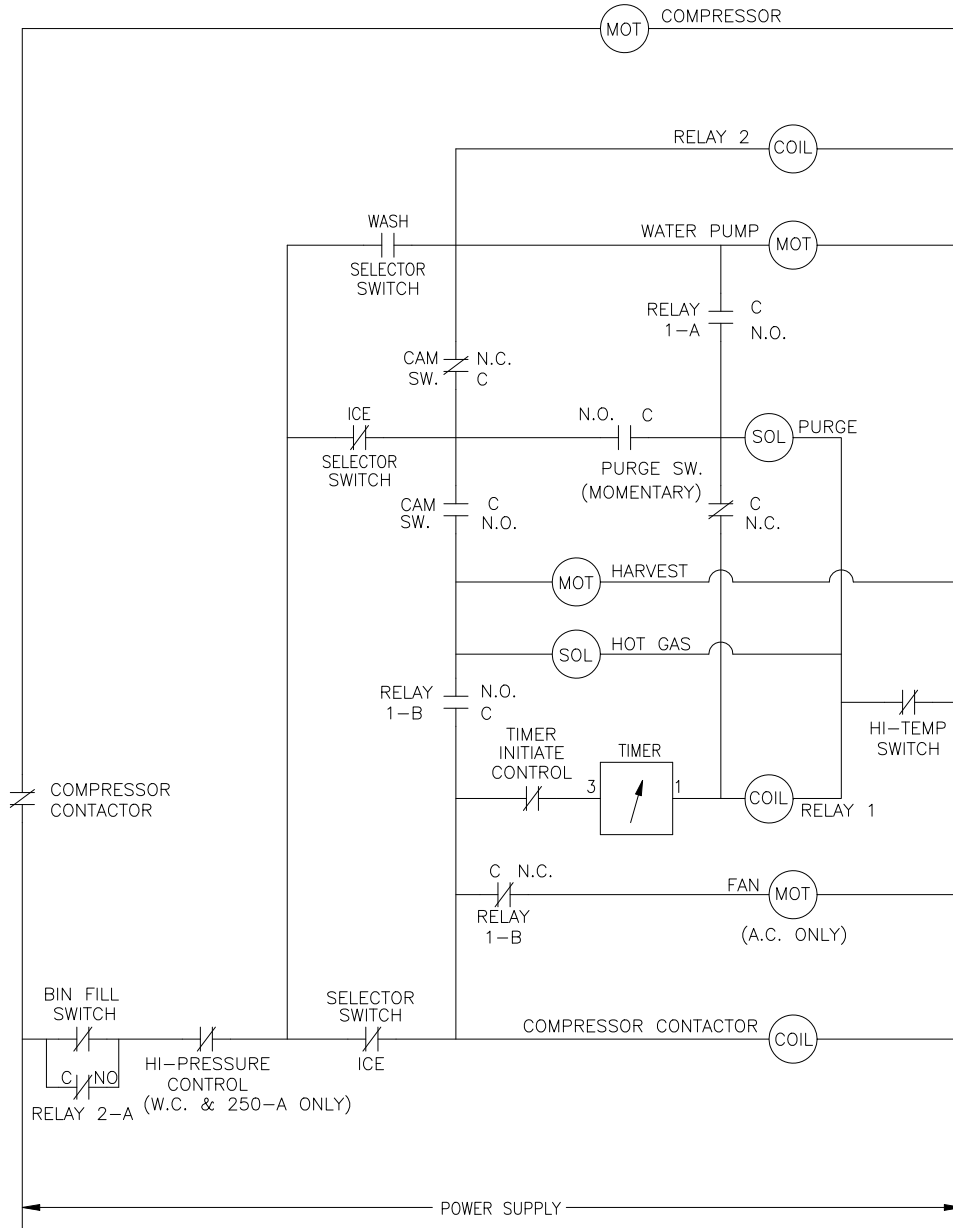 MOT COMPRESSOR
RELAY 2 COIL
WASH
SELECTOR
SWITCH
WATER PUMP MOT
RELAY
1-A
C
N.O.
CAM
SW.
N.C.
C
ICE
SELECTOR
SWITCH
N.O. C
PURGE SW.
(MOMENTARY)
SOL PURGE
CAM
SW.
C
N.O.
C
N.C.
MOT HARVEST
SOL HOT GAS
RELAY
1-B
N.O.
C
HI-TEMP
SWITCH
TIMER
INITIATE
CONTROL
TIMER
3 1
COIL
RELAY 1
COMPRESSOR
CONTACTOR
C N.C.
RELAY
1-B
FAN MOT
(A.C. ONLY)
BIN FILL
SWITCH
SELECTOR
SWITCH
ICE
COMPRESSOR CONTACTOR COIL
HI-PRESSURE
CONTROL
(W.C. & 250-A ONLY)
C NO
RELAY 2-A
POWER SUPPLY